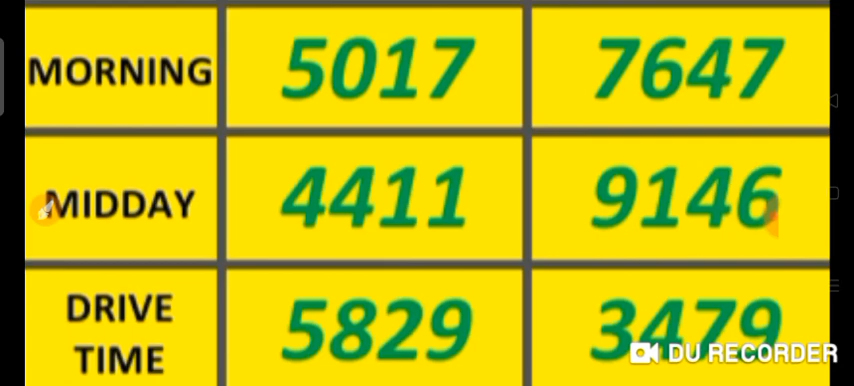 MORNING 5017 7647
MIDDAY 4411 9146
DRIVE 5829 3479
TIME
DU RECORDER